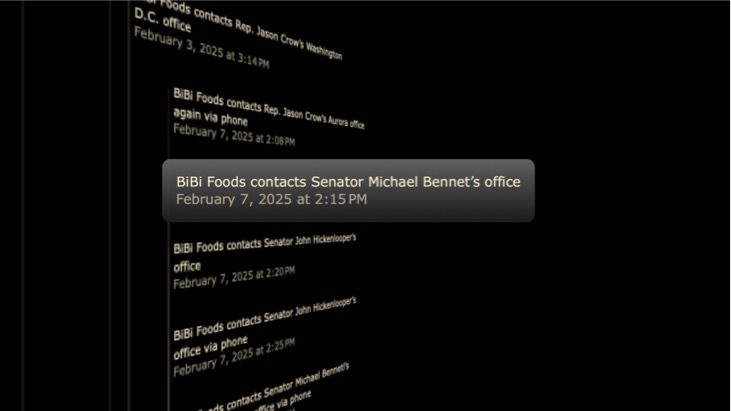 BiBi Foods contacts Rep. Jason Crow's Washington
D.C. office
February 3, 2025 at 3:14 PM
BiBi Foods contacts Rep. Jason Crow's Aurora office
again via phone
February 7, 2025 at 2:08 PM
BiBi Foods contacts Senator Michael Bennet's office
February 7, 2025 at 2:15 PM
BiBi Foods contacts Senator John Hickenlooper's
office
February 7, 2025 at 2:20 PM
BiBi Foods contacts Senator John Hickenlooper's
office via phone
February 7, 2025 at 2:25 PM
contacts Senator Michael Bennet's
office via phone